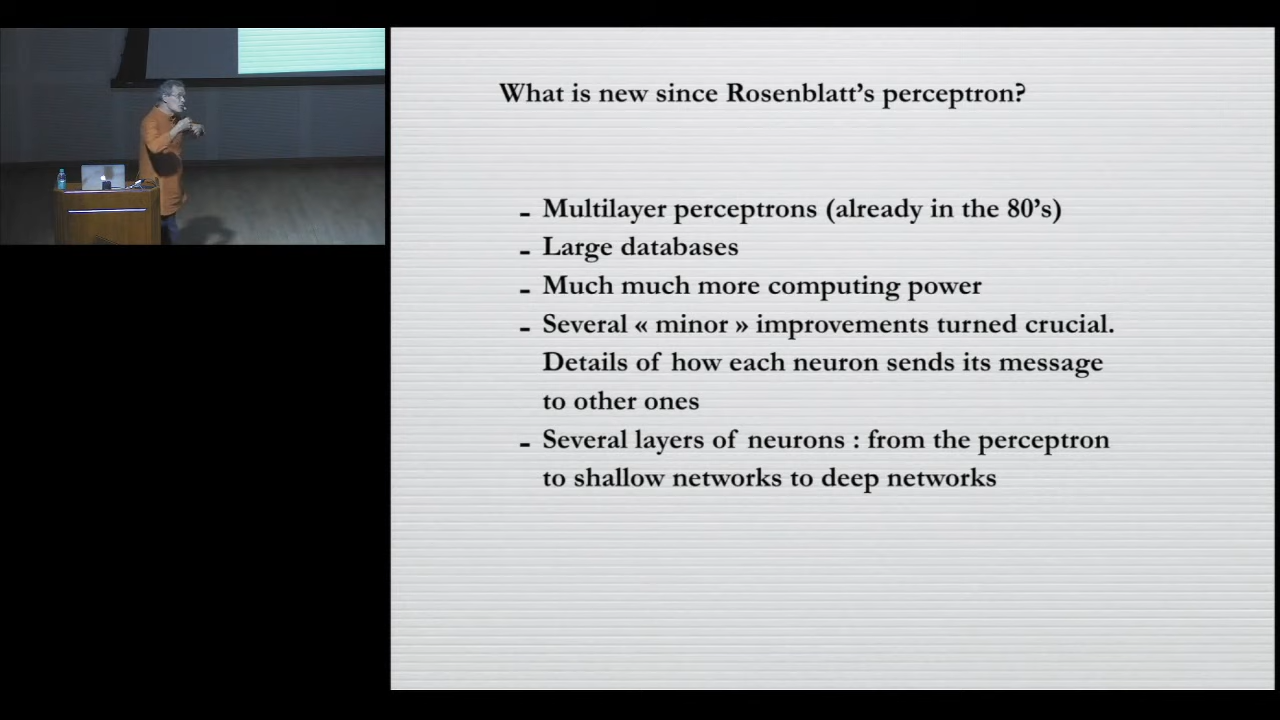 What is new since Rosenblatt’s perceptron?
- Multilayer perceptrons (already in the 80’s)
- Large databases
- Much much more computing power
- Several « minor » improvements turned crucial.
Details of how each neuron sends its message
to other ones
- Several layers of neurons : from the perceptron
to shallow networks to deep networks